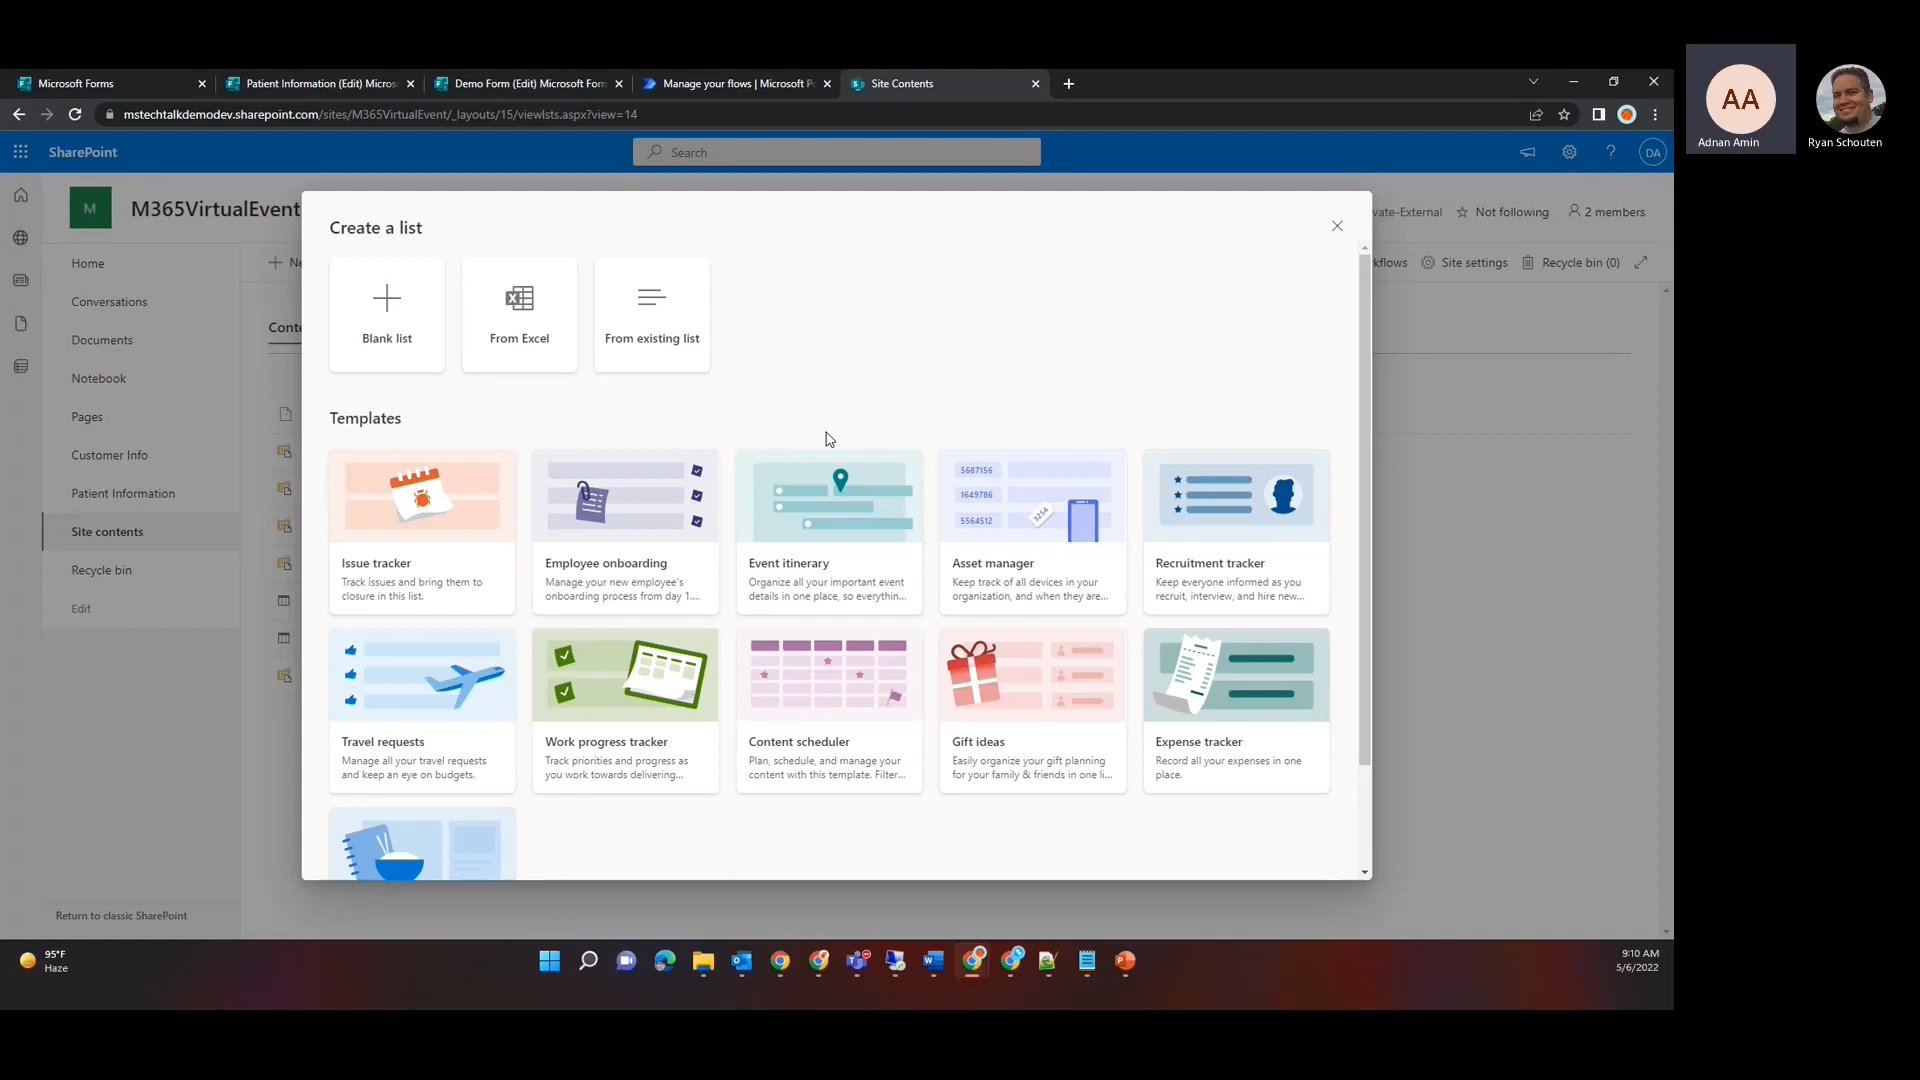 Microsoft Forms
Patient Information (Edit) Micros
Demo Form (Edit) Microsoft Form
Manage your flows | Microsoft P
Site Contents
mstechtalkdemodev.sharepoint.com/sites/M365VirtualEvent/_layouts/15/viewlsts.aspx?view=14
SharePoint
Search
DA
M
M365VirtualEvent
vate-External
Not following
2 members
Home
Conversations
Documents
Notebook
Pages
Customer Info
Patient Information
Site contents
Recycle bin
Edit
Return to classic SharePoint
Ne
kflows
Site settings
Recycle bin (0)
Conte
Create a list
Blank list
From Excel
From existing list
Templates
5687156
1649786
5564512
3254
Issue tracker
Track issues and bring them to
closure in this list.
Employee onboarding
Manage your new employee's
onboarding process from day 1....
Event itinerary
Organize all your important event
details in one place, so everythin...
Asset manager
Keep track of all devices in your
organization, and when they are...
Recruitment tracker
Keep everyone informed as you
recruit, interview, and hire new...
Travel requests
Manage all your travel requests
and keep an eye on budgets.
Work progress tracker
Track priorities and progress as
you work towards delivering...
Content scheduler
Plan, schedule, and manage your
content with this template. Filter...
Gift ideas
Easily organize your gift planning
for your family & friends in one li...
Expense tracker
Record all your expenses in one
place.
95°F
Haze
9:10 AM
5/6/2022
AA
Adnan Amin
Ryan Schouten